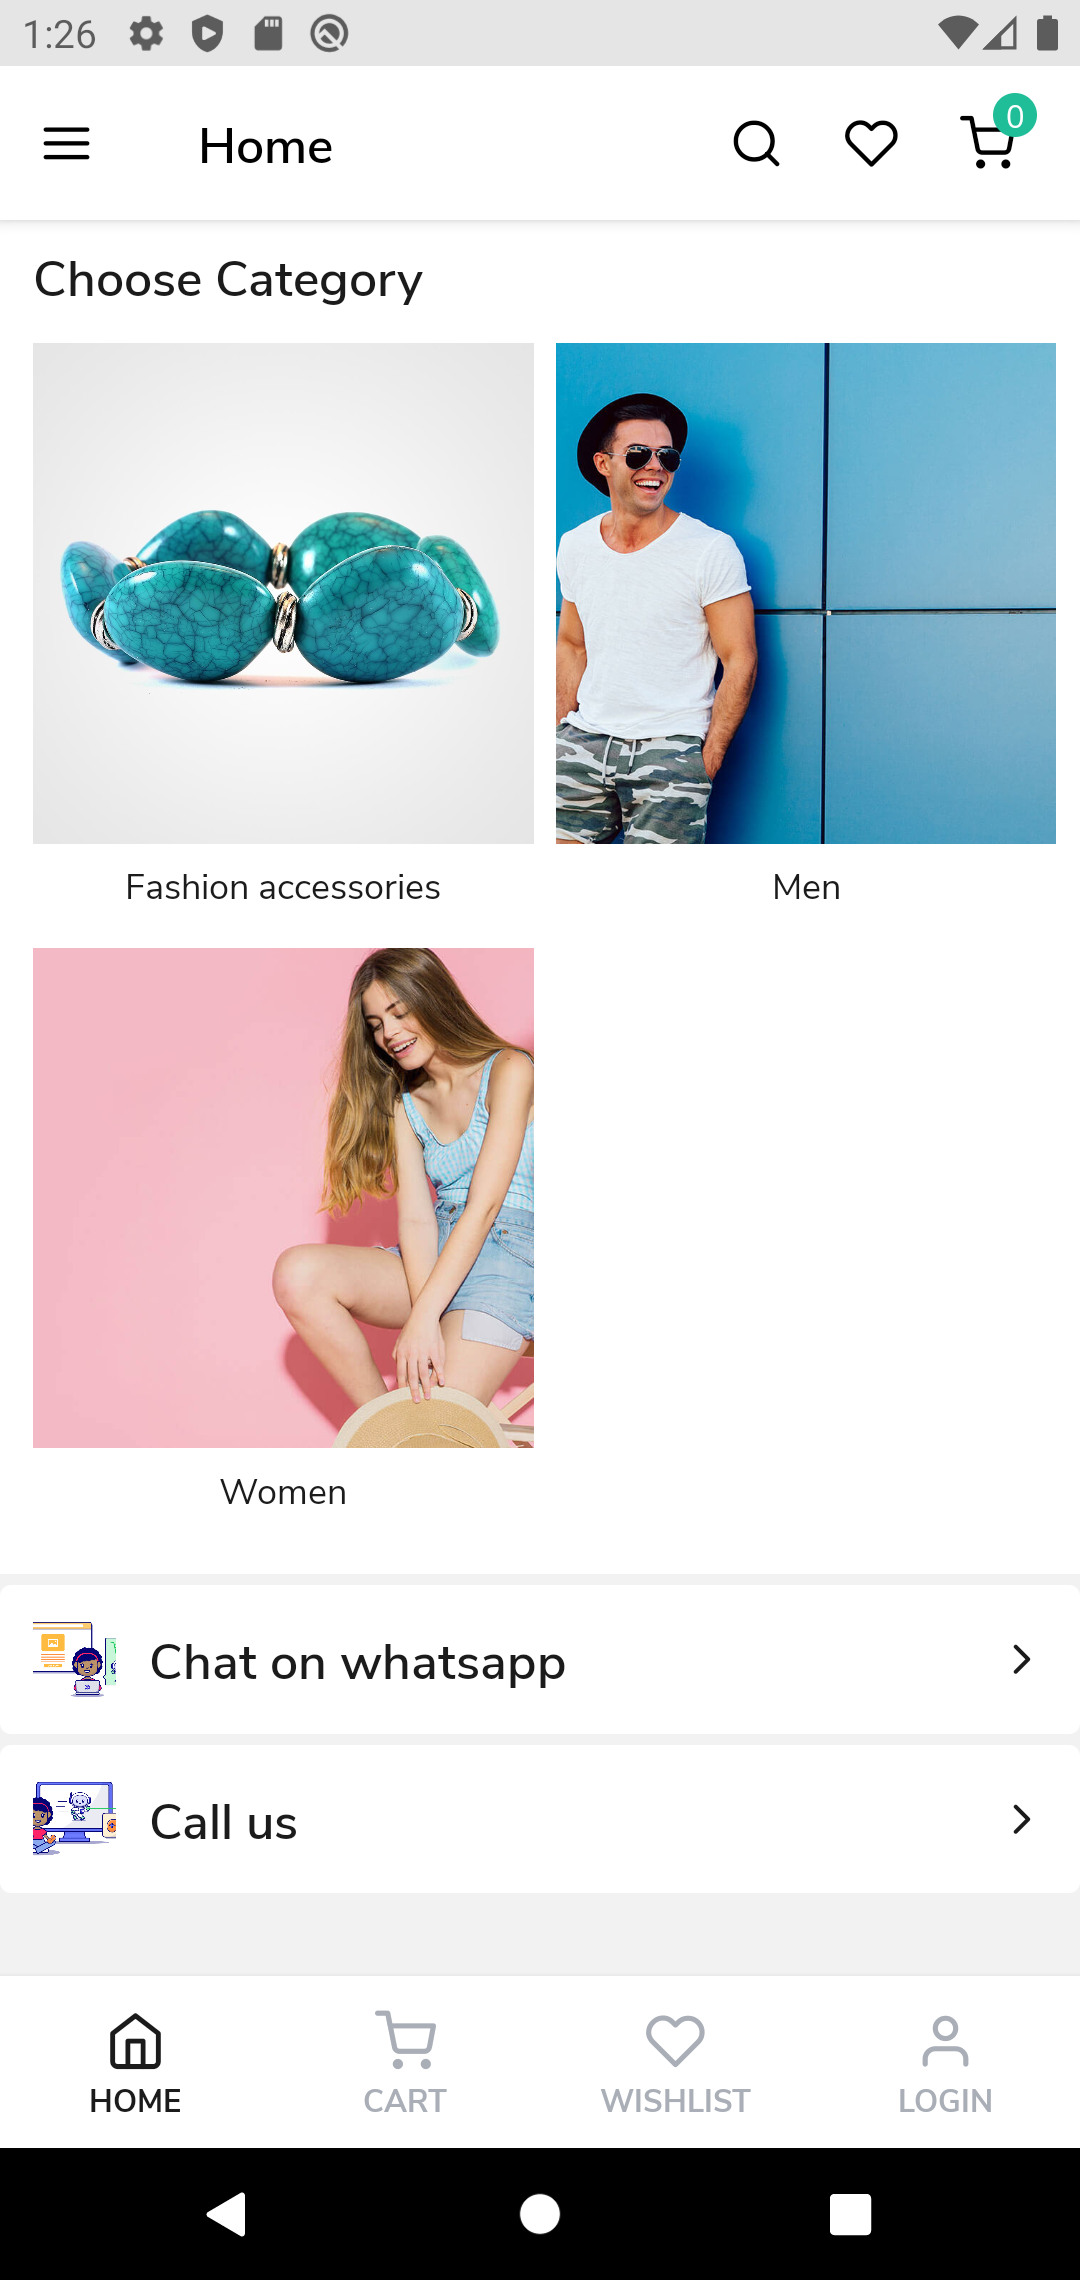 1:26
Home
0
Choose Category
Fashion accessories
Men
Women
Chat on whatsapp
Call us
HOME
CART
WISHLIST
LOGIN